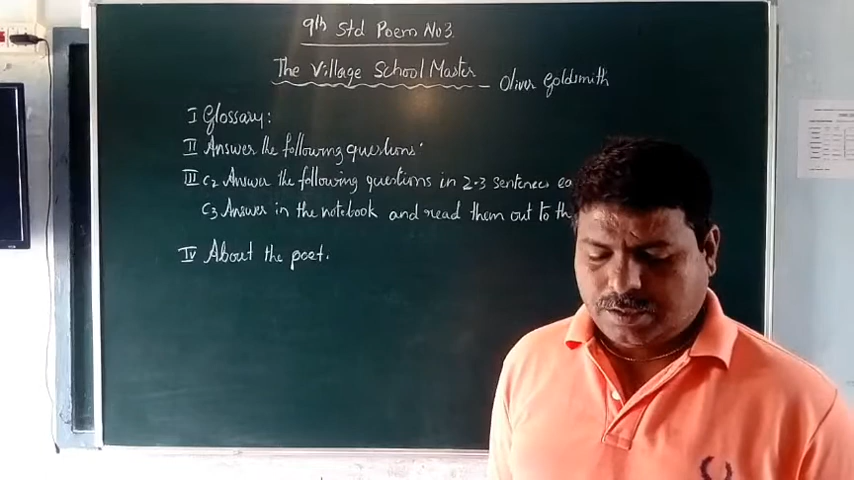 9th Std Poem No 3.
The Village School Master - Oliver Goldsmith
I Glossary:
II Answer the following questions:
III C2 Answer the following questions in 2-3 sentences
C3 Answer in the notebook and read them out to
IV About the poet.